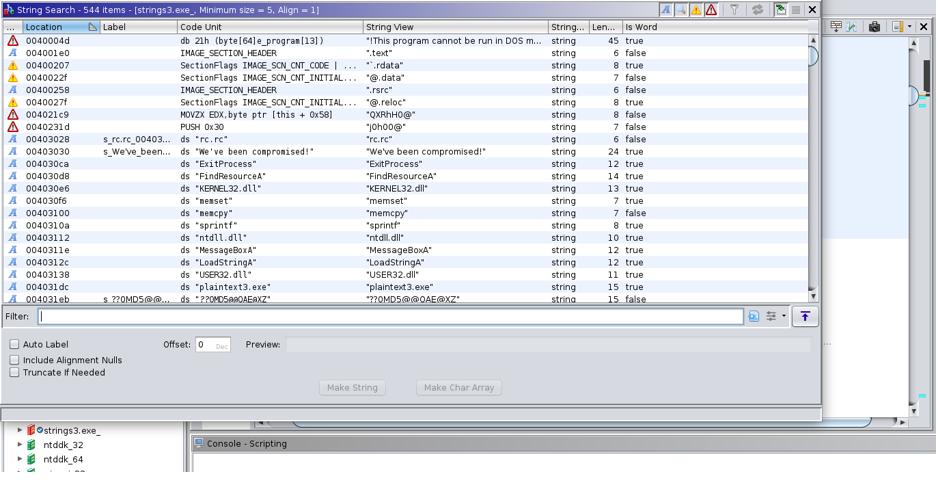 String Search - 544 items - [strings3.exe_, Minimum size = 5, Align = 1]
... Location Label Code Unit String View String... Len... Is Word
0040004d db 21h (byte[64]e_program[13]) "!This program cannot be run in DOS m... string 45 true
004001e0 IMAGE_SECTION_HEADER ".text" string 6 false
00400207 SectionFlags IMAGE_SCN_CNT_CODE | ... "`.rdata" string 8 true
0040022f SectionFlags IMAGE_SCN_CNT_INITIAL... "@.data" string 7 false
00400258 IMAGE_SECTION_HEADER ".rsrc" string 6 false
0040027f SectionFlags IMAGE_SCN_CNT_INITIAL... "@.reloc" string 8 true
004021c9 MOVZX EDX,byte ptr [this + 0x58] "QXRhH0@" string 8 false
0040231d PUSH 0x30 "j0h00@" string 7 false
00403028 s_rc.rc_00403... ds "rc.rc" "rc.rc" string 6 false
00403030 s_We've_been... ds "We've been compromised!" "We've been compromised!" string 24 true
004030ca ds "ExitProcess" "ExitProcess" string 12 true
004030d8 ds "FindResourceA" "FindResourceA" string 14 true
004030e6 ds "KERNEL32.dll" "KERNEL32.dll" string 13 true
004030f6 ds "memset" "memset" string 7 true
00403100 ds "memcpy" "memcpy" string 7 false
0040310a ds "sprintf" "sprintf" string 8 true
00403112 ds "ntdll.dll" "ntdll.dll" string 10 true
0040311e ds "MessageBoxA" "MessageBoxA" string 12 true
0040312c ds "LoadStringA" "LoadStringA" string 12 true
00403138 ds "USER32.dll" "USER32.dll" string 11 true
004031dc ds "plaintext3.exe" "plaintext3.exe" string 15 true
004031eb s_??0MD5@@... ds "??0MD5@@QAE@XZ" "??0MD5@@QAE@XZ" string 15 false
Filter:
Auto Label Offset: 0 Dec Preview:
Include Alignment Nulls
Truncate If Needed
Make String Make Char Array
strings3.exe_
ntddk_32
ntddk_64
Console - Scripting